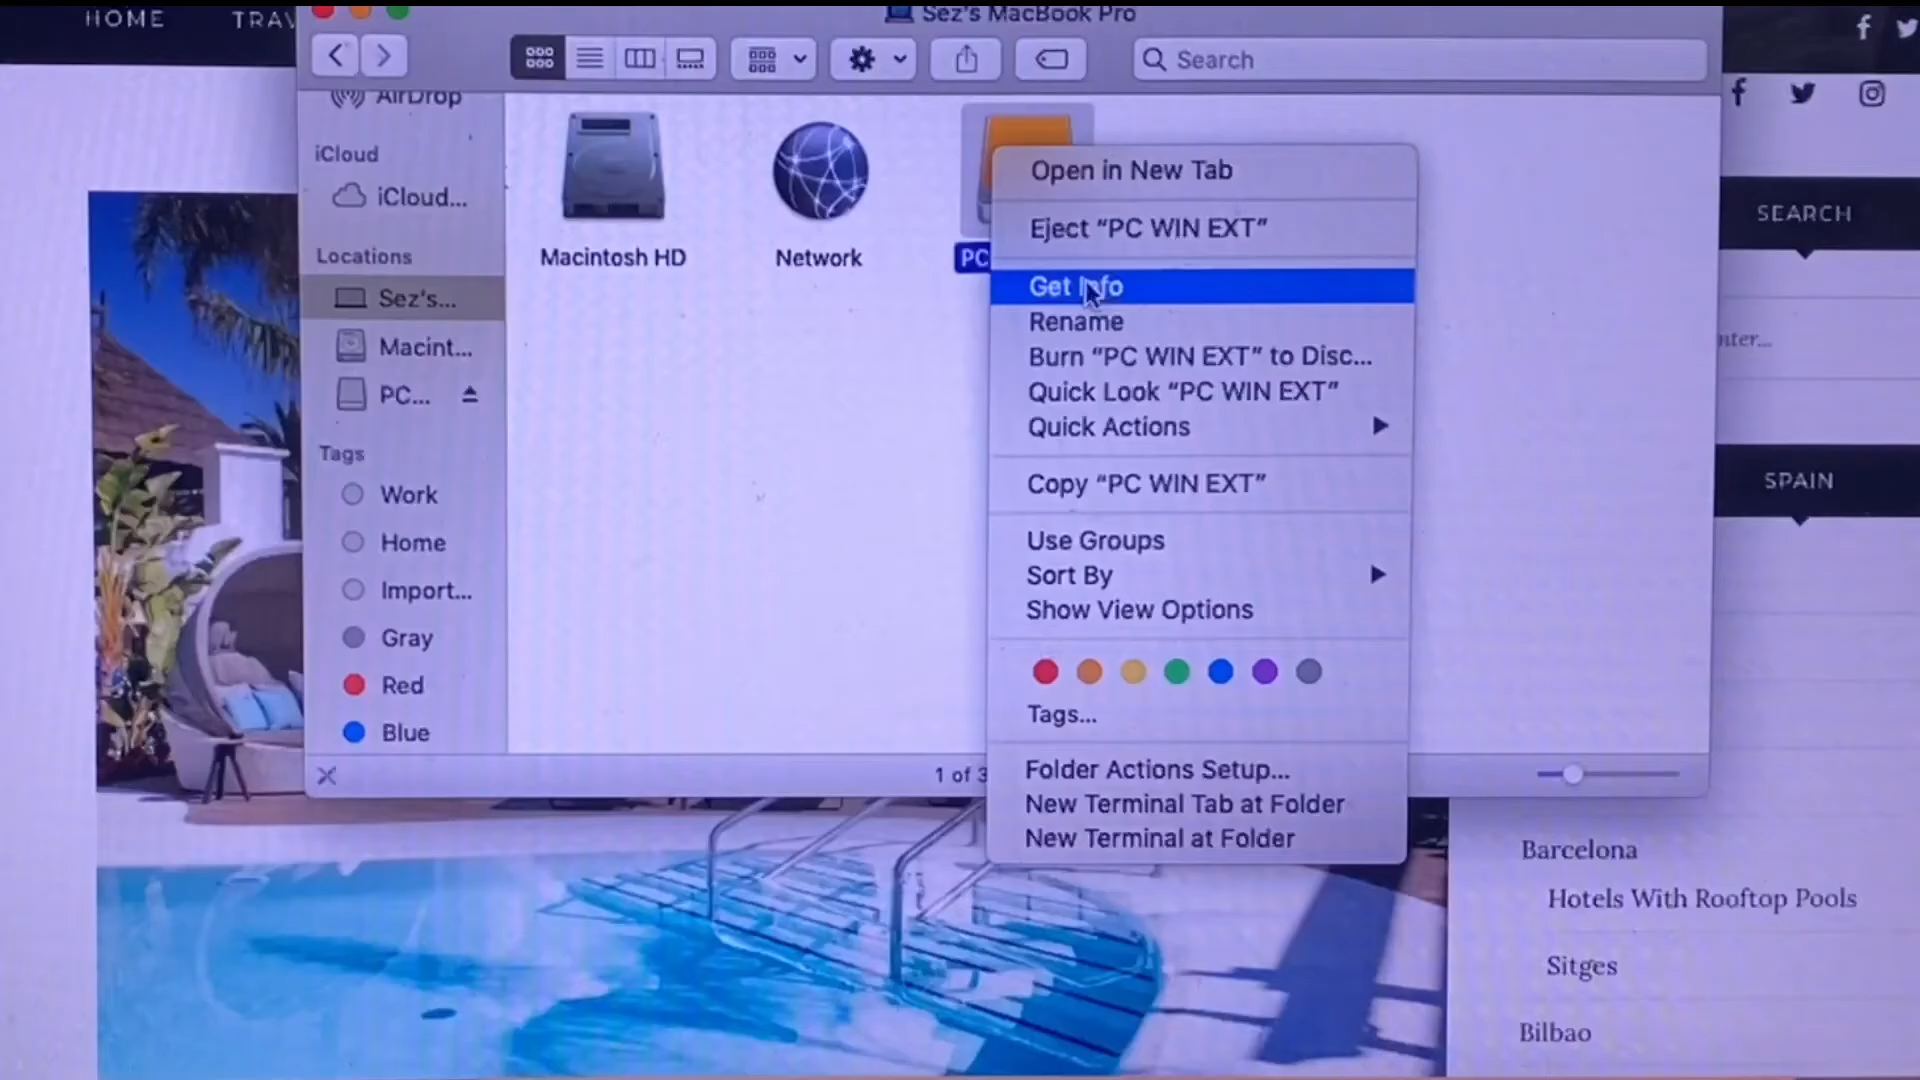 HOME
TRAV
Sez's MacBook Pro
Search
AirDrop
iCloud
iCloud...
Locations
Sez's...
Macint...
PC...
Tags
Work
Home
Import...
Gray
Red
Blue
Macintosh HD
Network
PC
Open in New Tab
Eject “PC WIN EXT”
Get Info
Rename
Burn “PC WIN EXT” to Disc...
Quick Look “PC WIN EXT”
Quick Actions
Copy “PC WIN EXT”
Use Groups
Sort By
Show View Options
Tags...
Folder Actions Setup...
New Terminal Tab at Folder
New Terminal at Folder
1 of 3
SEARCH
nter...
SPAIN
Barcelona
Hotels With Rooftop Pools
Sitges
Bilbao